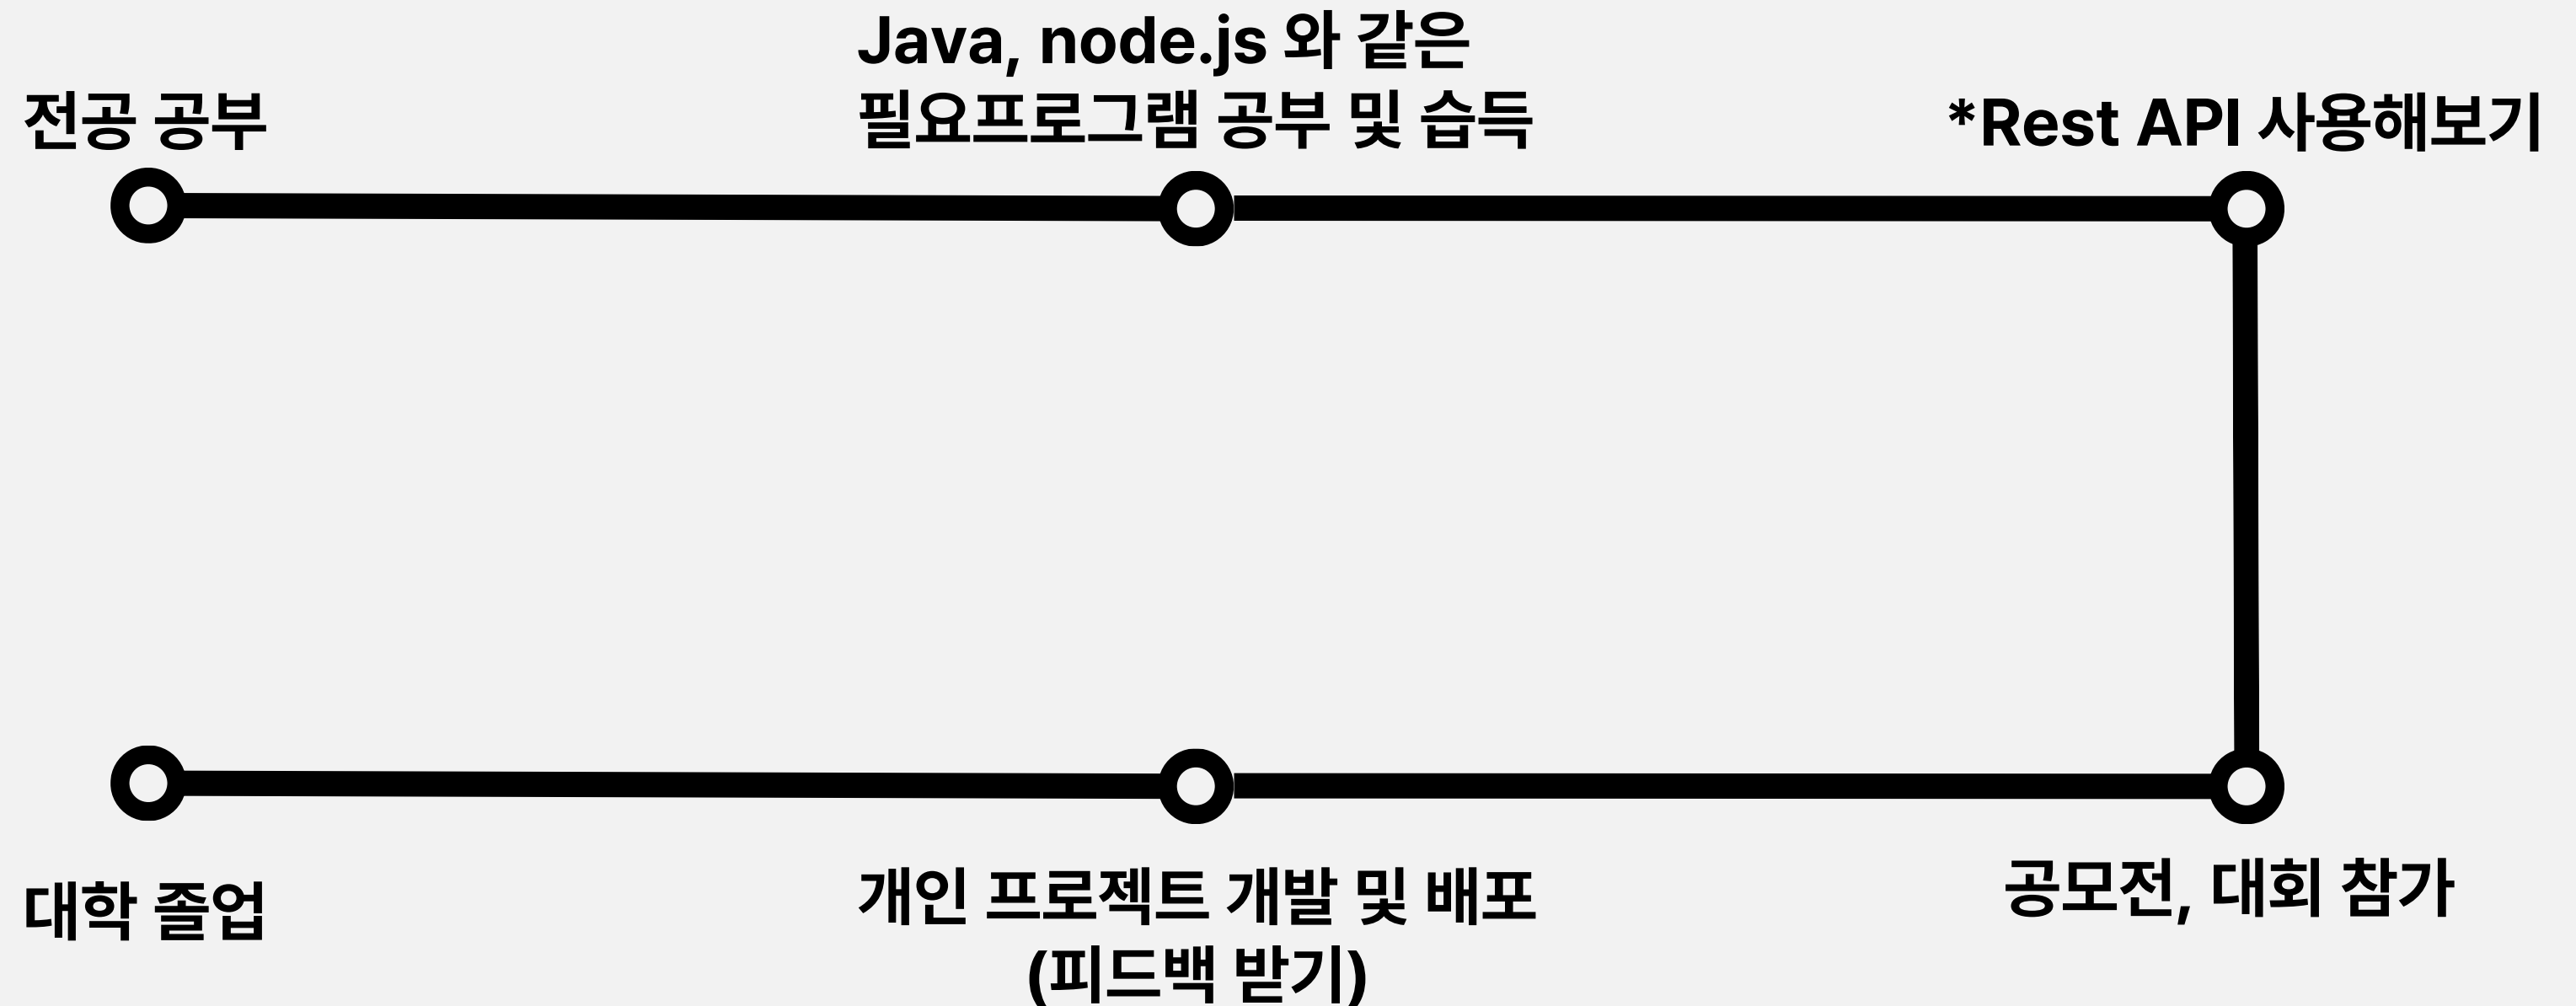 전공 공부
Java, node.js 와 같은
필요프로그램 공부 및 습득
*Rest API 사용해보기
대학 졸업
개인 프로젝트 개발 및 배포
(피드백 받기)
공모전, 대회 참가